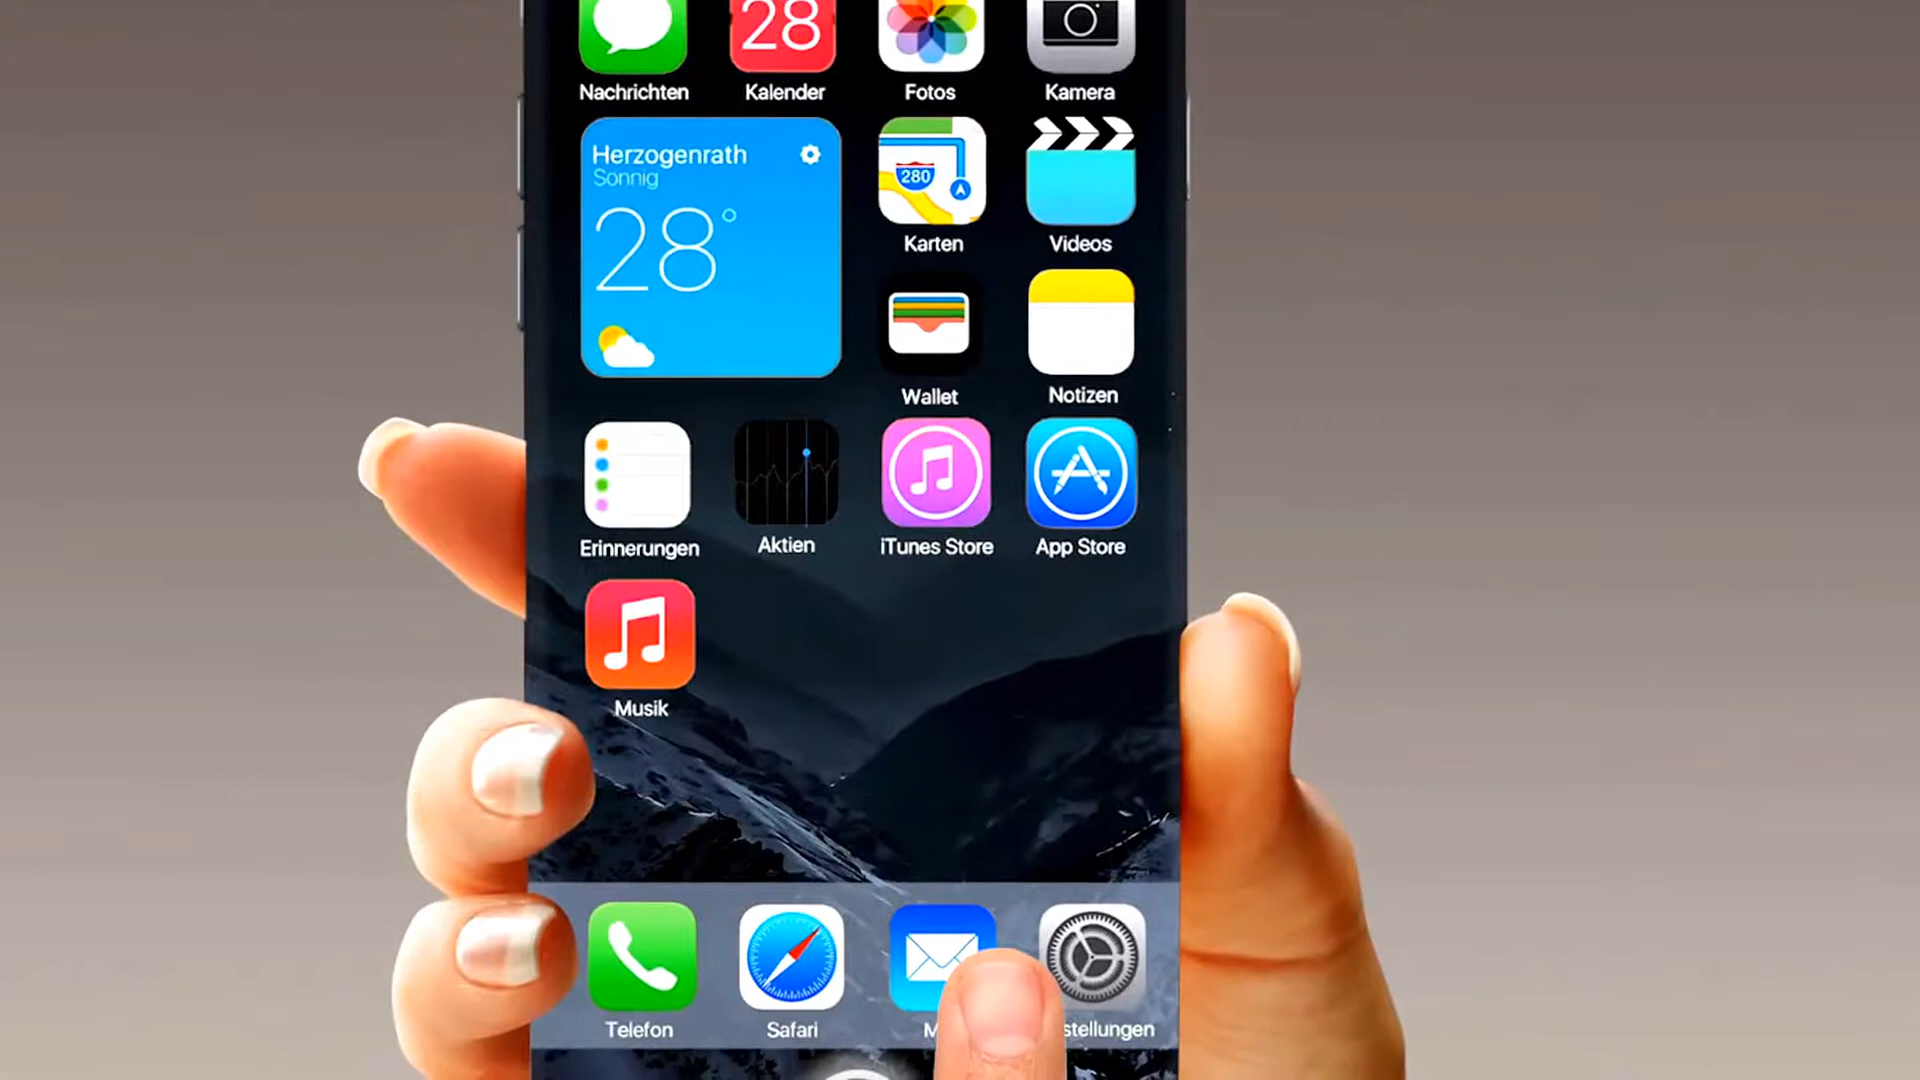 28
Nachrichten
Kalender
Fotos
Kamera
Herzogenrath
Sonnig
28°
280
Karten
Videos
Wallet
Notizen
Erinnerungen
Aktien
iTunes Store
App Store
Musik
Telefon
Safari
M
stellungen